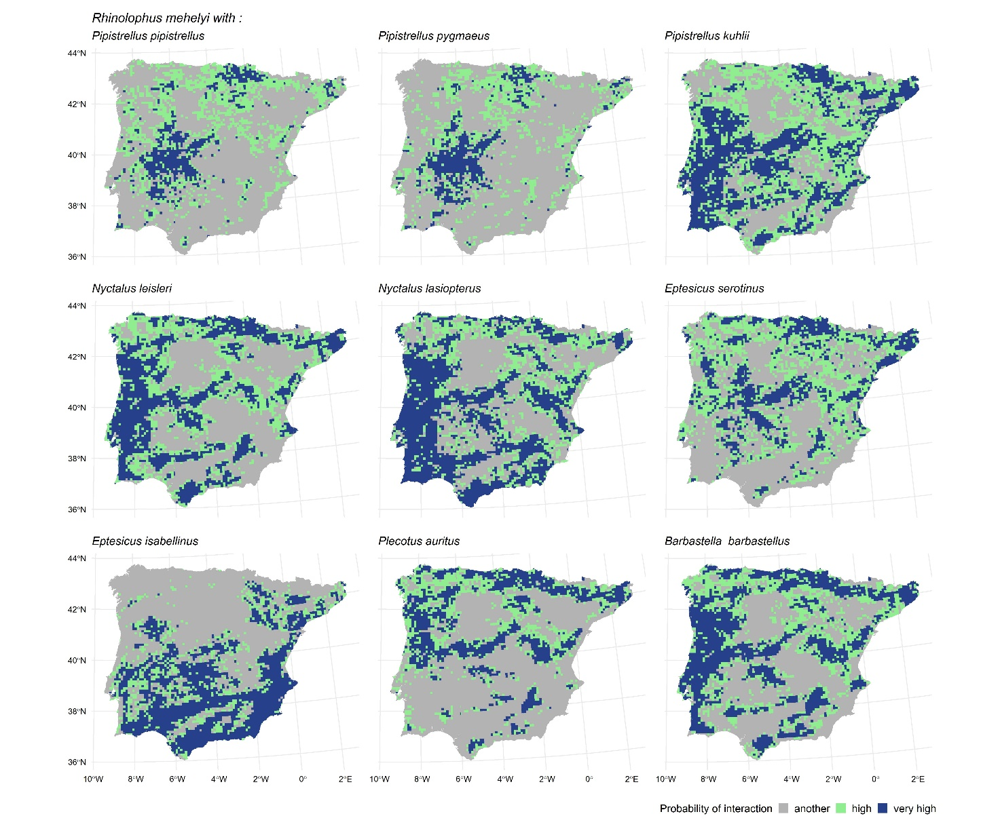 Rhinolophus mehelyi with :
Pipistrellus pipistrellus
Pipistrellus pygmaeus
Pipistrellus kuhlii
44°N
42°N
40°N
38°N
36°N
Nyctalus leisleri
Nyctalus lasiopterus
Eptesicus serotinus
44°N
42°N
40°N
38°N
36°N
Eptesicus isabellinus
Plecotus auritus
Barbastella barbastellus
44°N
42°N
40°N
38°N
36°N
10°W 8°W 6°W 4°W 2°W 0° 2°E
10°W 8°W 6°W 4°W 2°W 0° 2°E
10°W 8°W 6°W 4°W 2°W 0° 2°E
Probability of interaction another high very high